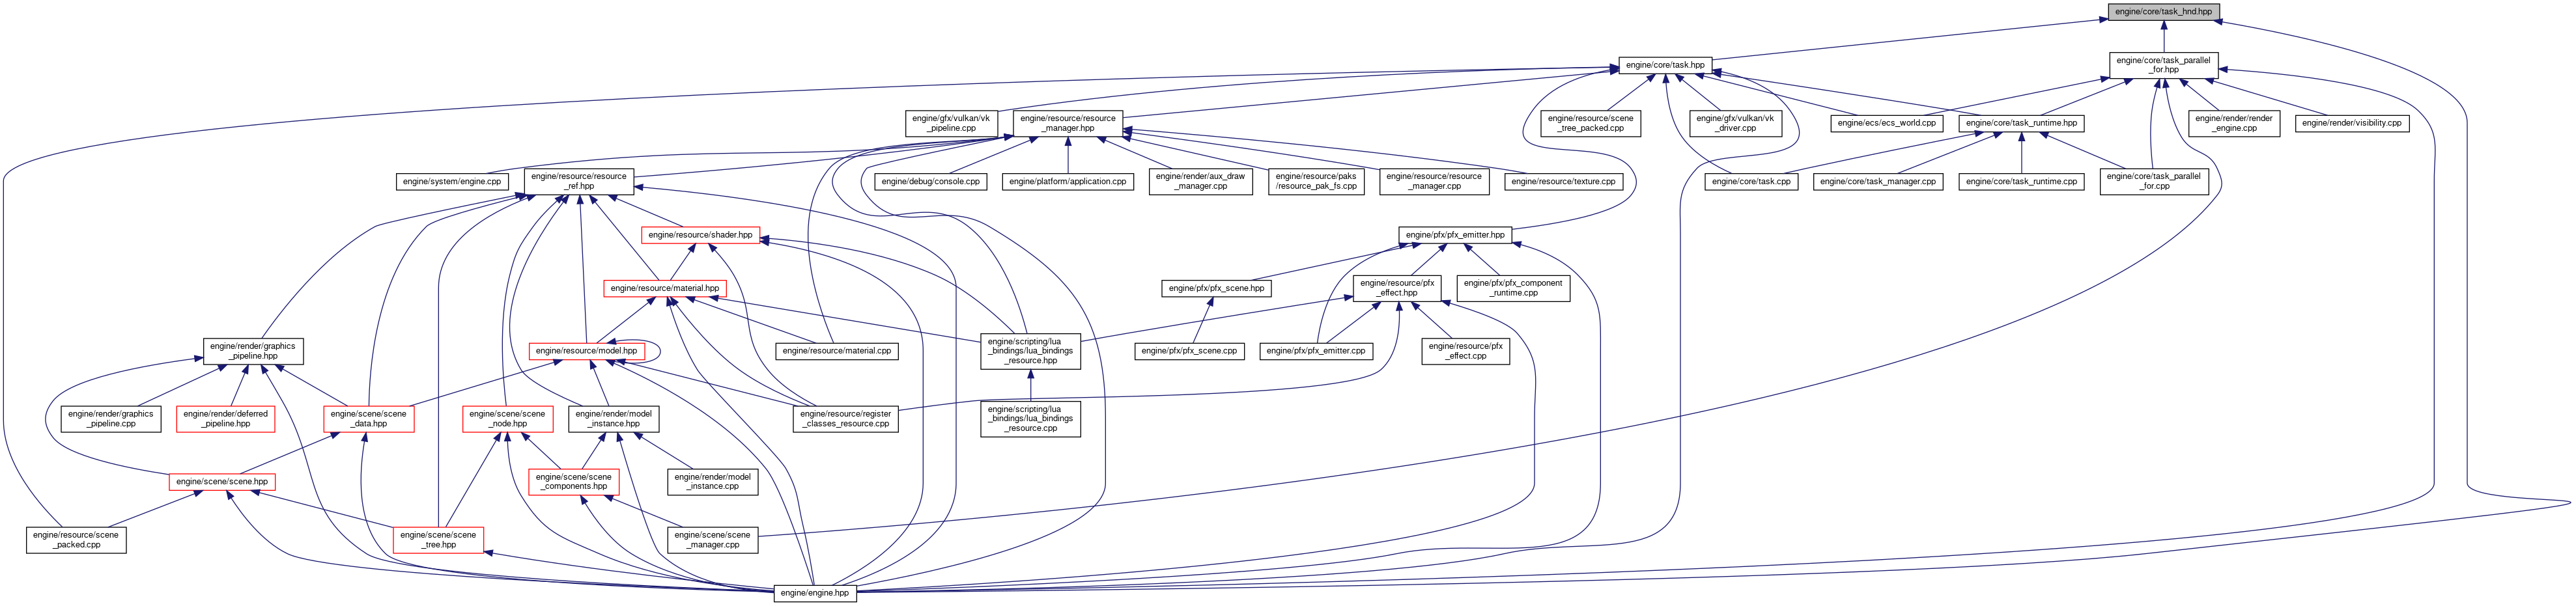 engine/core/task_hnd.hpp
engine/core/task.hpp
engine/core/task_parallel
_for.hpp
engine/gfx/vulkan/vk
_pipeline.cpp
engine/resource/resource
_manager.hpp
engine/resource/scene
_tree_packed.cpp
engine/gfx/vulkan/vk
_driver.cpp
engine/ecs/ecs_world.cpp
engine/core/task_runtime.hpp
engine/render/render
_engine.cpp
engine/render/visibility.cpp
engine/system/engine.cpp
engine/resource/resource
_ref.hpp
engine/debug/console.cpp
engine/platform/application.cpp
engine/render/aux_draw
_manager.cpp
engine/resource/paks
/resource_pak_fs.cpp
engine/resource/resource
_manager.cpp
engine/resource/texture.cpp
engine/core/task.cpp
engine/core/task_manager.cpp
engine/core/task_runtime.cpp
engine/core/task_parallel
_for.cpp
engine/resource/shader.hpp
engine/pfx/pfx_emitter.hpp
engine/resource/material.hpp
engine/pfx/pfx_scene.hpp
engine/resource/pfx
_effect.hpp
engine/pfx/pfx_component
_runtime.cpp
engine/render/graphics
_pipeline.hpp
engine/resource/model.hpp
engine/resource/material.cpp
engine/scripting/lua
_bindings/lua_bindings
_resource.hpp
engine/pfx/pfx_scene.cpp
engine/pfx/pfx_emitter.cpp
engine/resource/pfx
_effect.cpp
engine/render/graphics
_pipeline.cpp
engine/render/deferred
_pipeline.hpp
engine/scene/scene
_data.hpp
engine/scene/scene
_node.hpp
engine/render/model
_instance.hpp
engine/resource/register
_classes_resource.cpp
engine/scripting/lua
_bindings/lua_bindings
_resource.cpp
engine/scene/scene.hpp
engine/scene/scene
_components.hpp
engine/render/model
_instance.cpp
engine/resource/scene
_packed.cpp
engine/scene/scene
_tree.hpp
engine/scene/scene
_manager.cpp
engine/engine.hpp